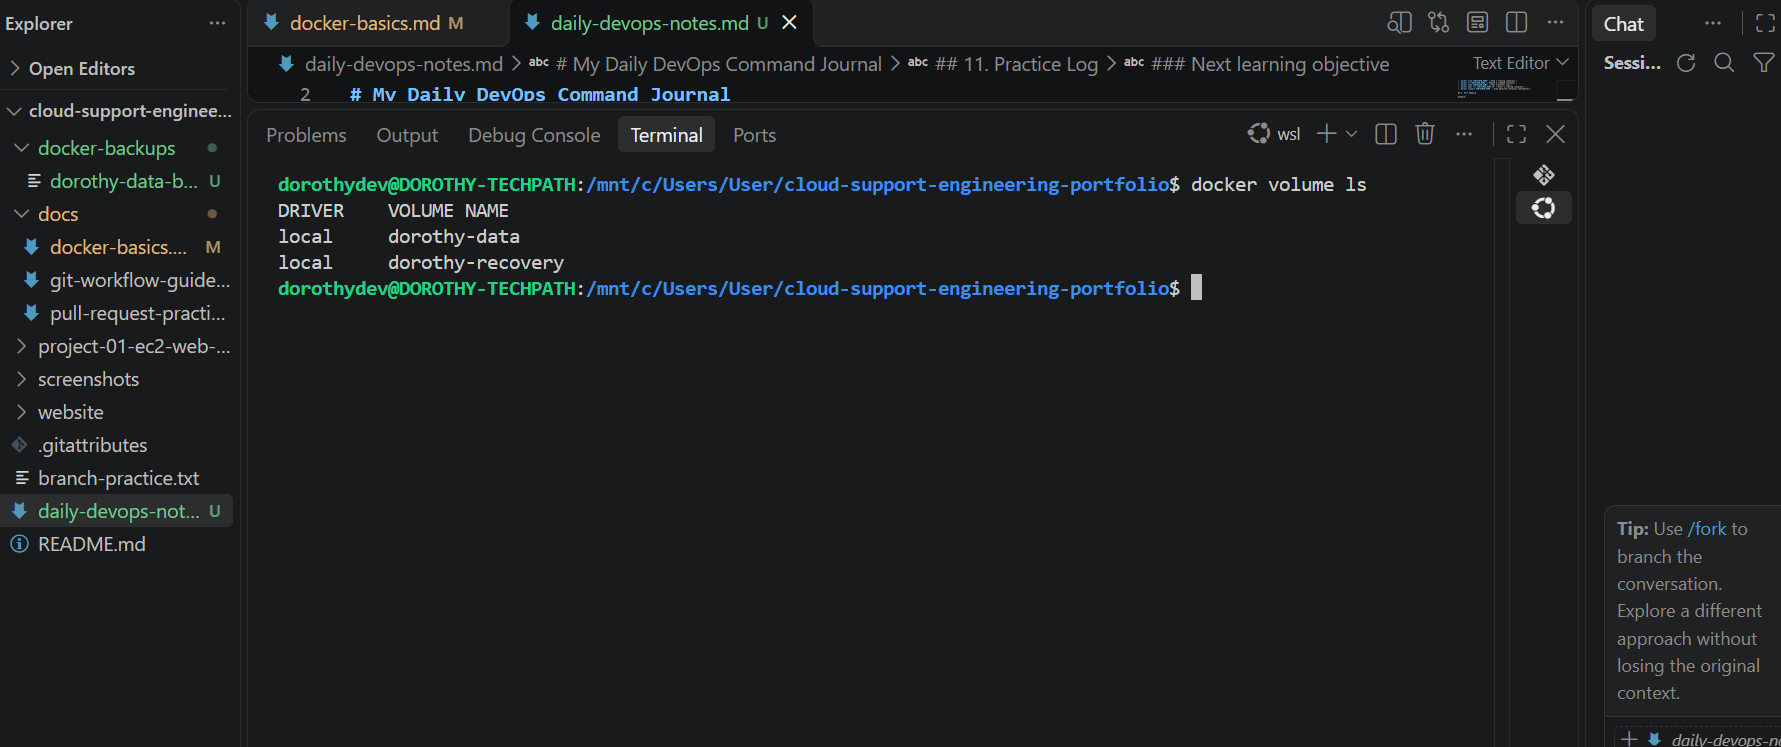 Explorer
Open Editors
cloud-support-enginee...
docker-backups
dorothy-data-b... U
docs
docker-basics.... M
git-workflow-guide...
pull-request-practi...
project-01-ec2-web-...
screenshots
website
.gitattributes
branch-practice.txt
daily-devops-not... U
README.md
docker-basics.md M
daily-devops-notes.md U
daily-devops-notes.md > abc # My Daily DevOps Command Journal > abc ## 11. Practice Log > abc ### Next learning objective
Text Editor
2 # My Daily DevOps Command Journal
Problems Output Debug Console Terminal Ports
wsl
dorothydev@DOROTHY-TECHPATH:/mnt/c/Users/User/cloud-support-engineering-portfolio$ docker volume ls
DRIVER VOLUME NAME
local dorothy-data
local dorothy-recovery
dorothydev@DOROTHY-TECHPATH:/mnt/c/Users/User/cloud-support-engineering-portfolio$
Chat
Sessi...
Tip: Use /fork to
branch the
conversation.
Explore a different
approach without
losing the original
context.